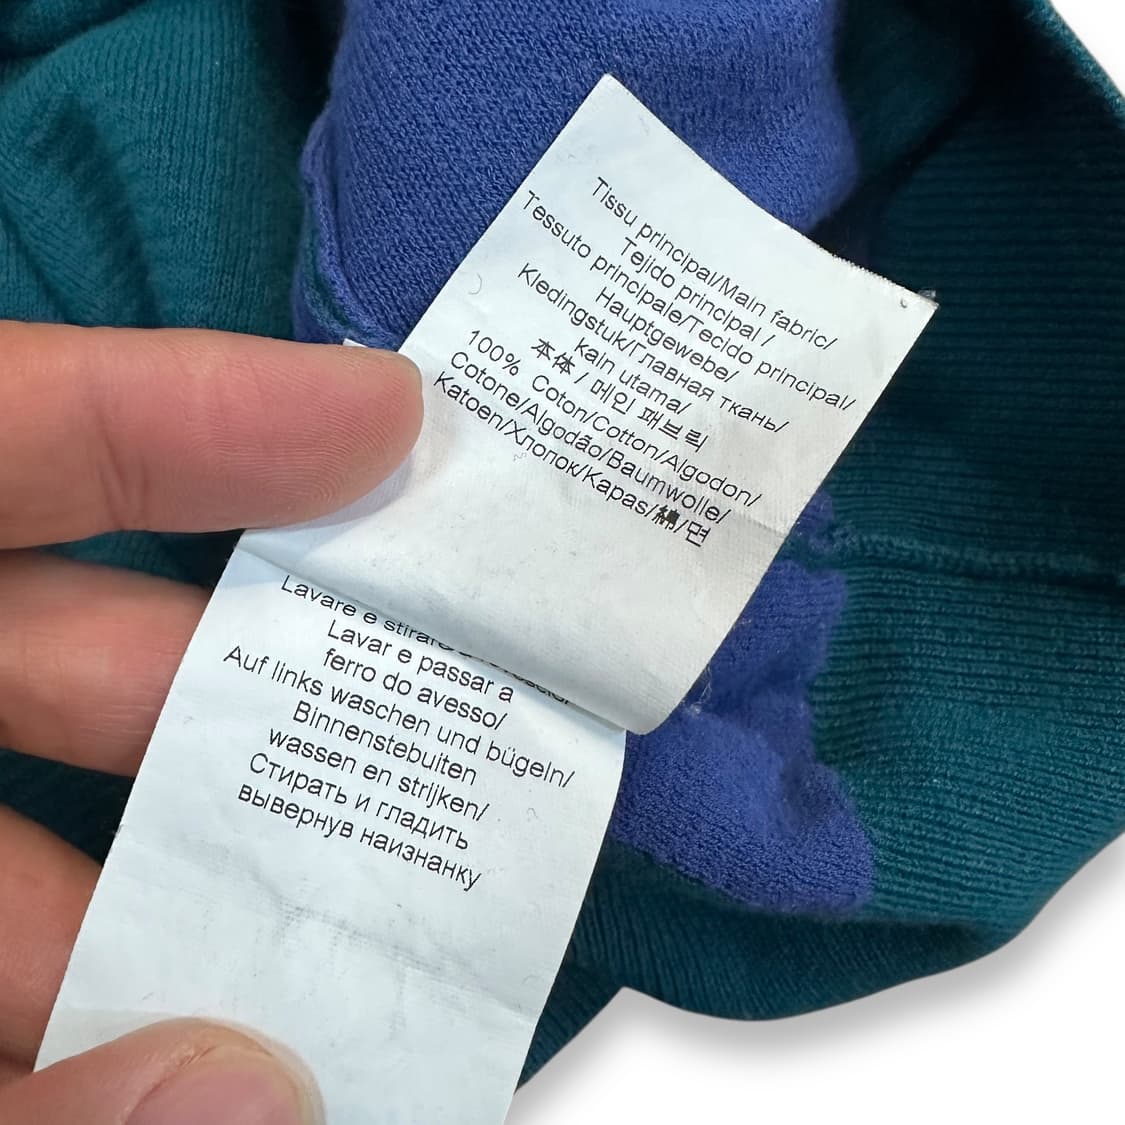 Tissu principal/Main fabric/
Tejido principal /
Tessuto principale/Tecido principal/
Hauptgewebe/
Kledingstuk/Главная ткань/
kain utama/
本体 / 메인 패브릭
100% Coton/Cotton/Algodon/
Cotone/Algodão/Baumwolle/
Katoen/Хлопок/Kapas/綿/면
Lavare e stirare
Lavar e passar a
ferro do avesso/
Auf links waschen und bügeln/
Binnenstebuiten
wassen en strijken/
Стирать и гладить
вывернув наизнанку